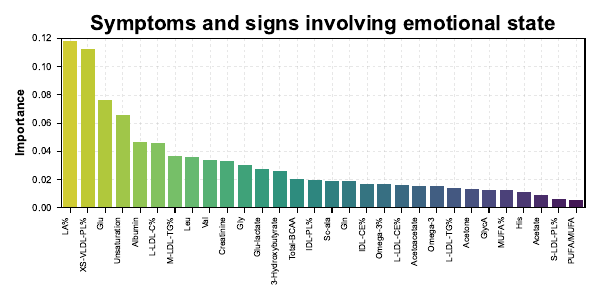 Symptoms and signs involving emotional state
Importance
0.12
0.10
0.08
0.06
0.04
0.02
0.00
LA%
XS-VLDL-PL%
Glu
Unsaturation
Albumin
L-LDL-C%
M-LDL-TG%
Leu
Val
Creatinine
Gly
Glu-lactate
3-Hydroxybutyrate
Total-BCAA
IDL-PL%
Sc-ala
Gln
IDL-CE%
Omega-3%
L-LDL-CE%
Acetoacetate
Omega-3
L-LDL-TG%
Acetone
GlycA
MUFA%
His
Acetate
S-LDL-PL%
PUFA/MUFA